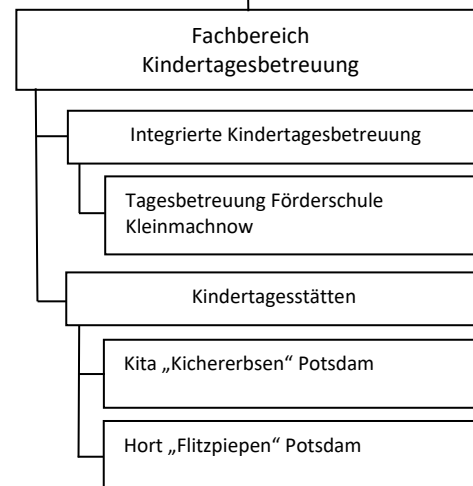 Fachbereich
Kindertagesbetreuung
Integrierte Kindertagesbetreuung
Tagesbetreuung Förderschule
Kleinmachnow
Kindertagesstätten
Kita „Kichererbsen“ Potsdam
Hort „Flitzpiepen“ Potsdam